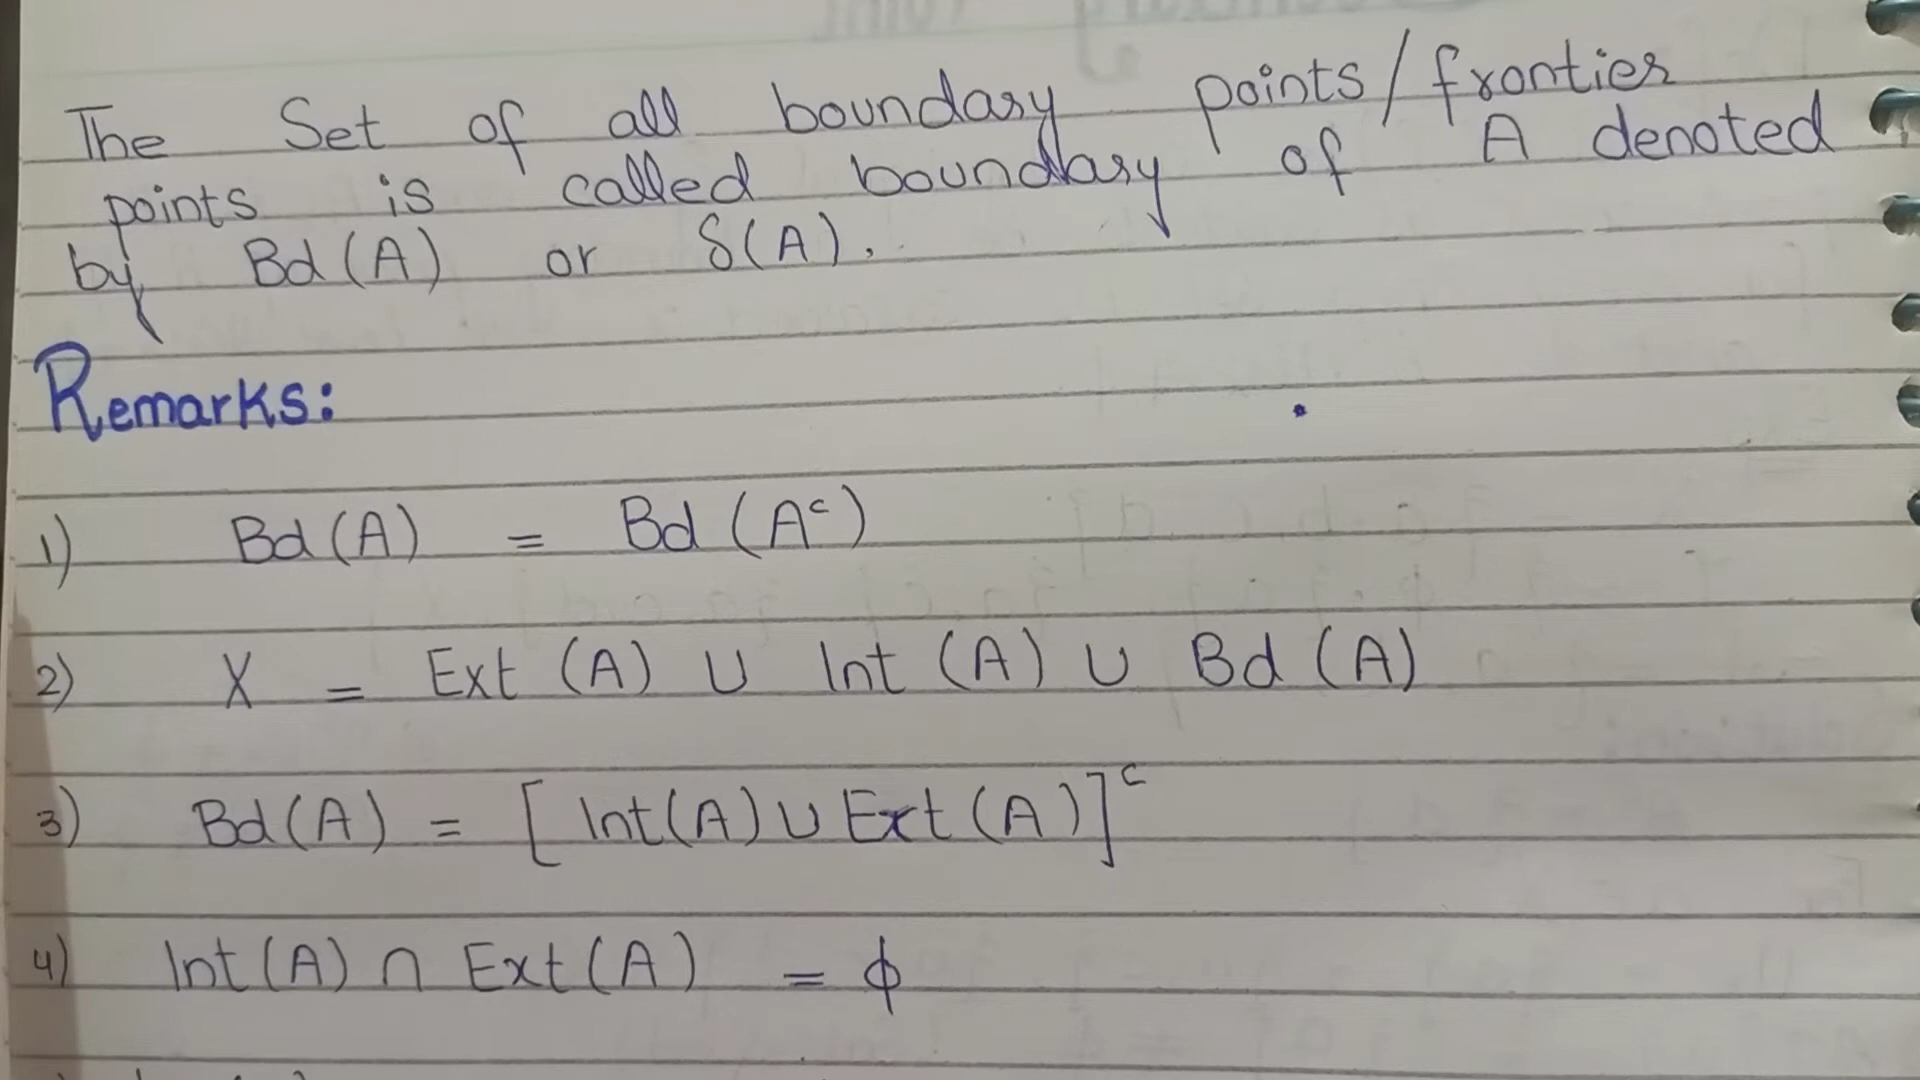 The Set of all boundary points/frontier
points is called boundary of A denoted
by Bd(A) or δ(A).
Remarks:
1) Bd(A) = Bd(Aᶜ)
2) X = Ext (A) ∪ Int (A) ∪ Bd (A)
3) Bd(A) = [Int(A) ∪ Ext(A)]ᶜ
4) Int(A) ∩ Ext(A) = ϕ